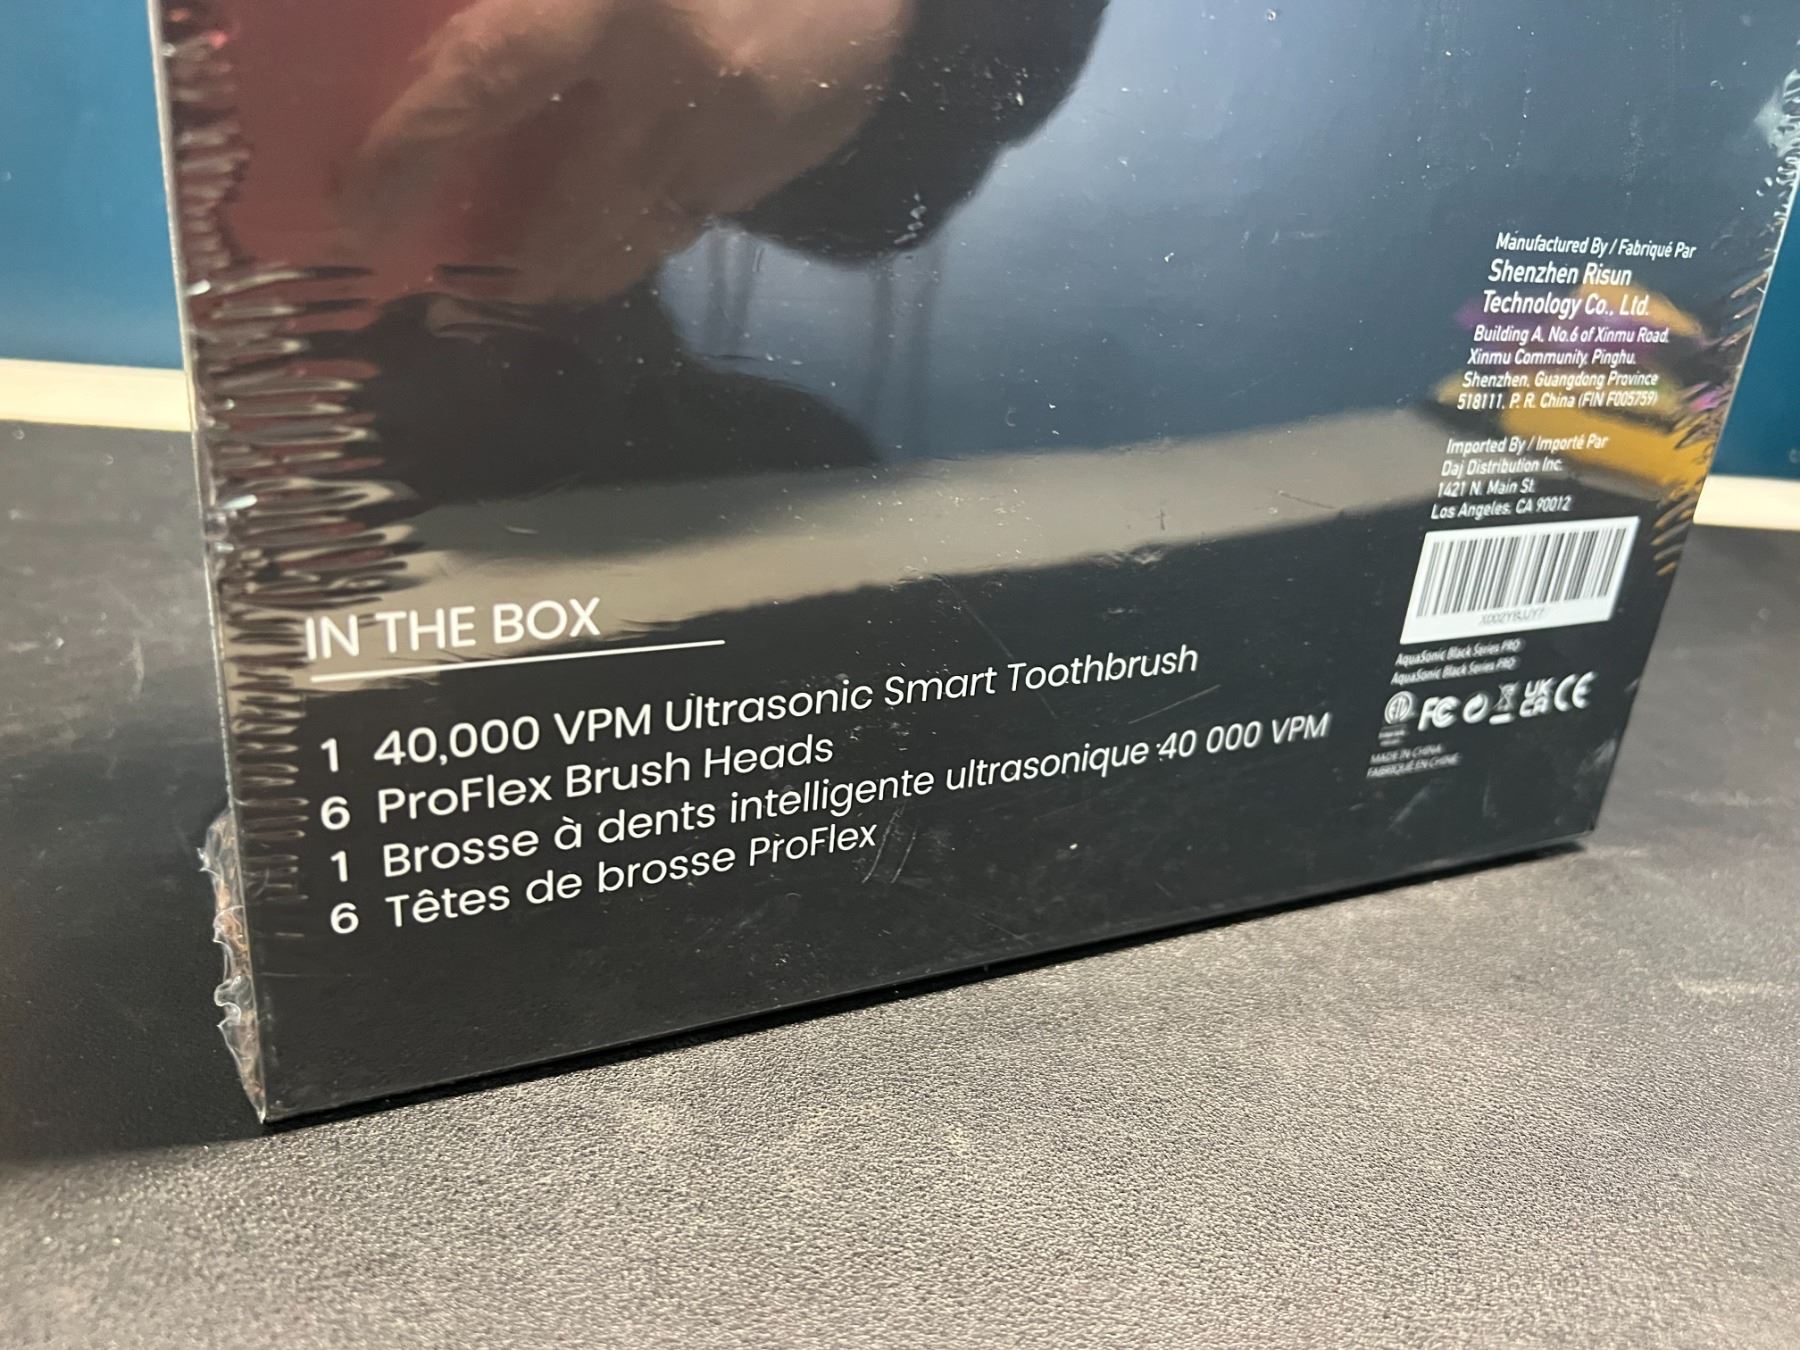 IN THE BOX
1 40,000 VPM Ultrasonic Smart Toothbrush
6 ProFlex Brush Heads
1 Brosse à dents intelligente ultrasonique 40 000 VPM
6 Têtes de brosse ProFlex
Manufactured By / Fabriqué Par
Shenzhen Risun
Technology Co., Ltd.
Building A, No.6 of Xinmu Road,
Xinmu Community, Pinghu,
Shenzhen, Guangdong Province
518111, P. R. China (FIN F005759)
Imported By / Importé Par
Daj Distribution Inc.
1421 N. Main St.
Los Angeles, CA 90012
AquaSonic Black Series PRO
AquaSonic Black Series PRO
FC UK CA CE
MADE IN CHINA
FABRIQUÉ EN CHINE